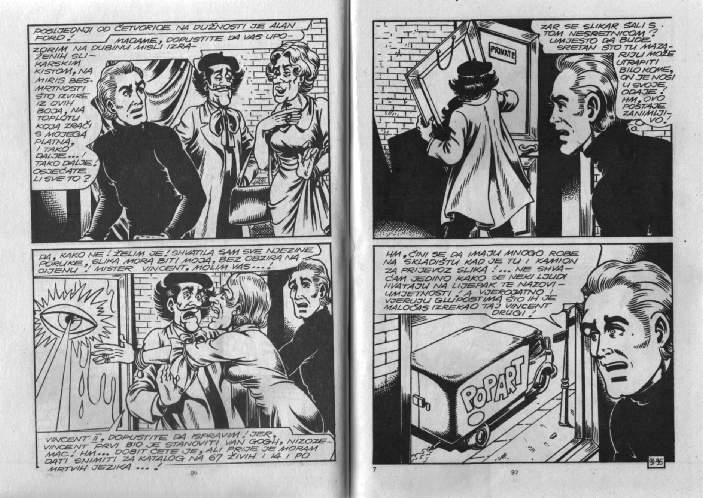 POSLJEDNJI OD ČETVORICE NA DUŽNOSTI JE ALAN
FORD!
MADAME, DOPUSTITE DA VAS UPO-
ZORIM NA DUBINU MISLI IZRA-
ŽENIH SLI-
KARSKIM
KISTOM, NA
MIRIS BES-
MRTNOSTI
ŠTO IZVIRE
IZ OVIH
BOJA, NA
TOPLOTU
KOJA ZRAČI
S MOJEGA
PLATNA,
I TAKO
DALJE...I
TAKO DALJE!
OSJEĆATE
LI SVE TO?
DA, KAKO NE! ŽELIM JE! SHVATILA SAM SVE NJEZINE
PORUKE, SLIKA MORA BITI MOJA, BEZ OBZIRA NA
CIJENU! MISTER VINCENT, MOLIM VAS...!
VINCENT II, DOPUSTITE DA ISPRAVIM! JER,
VINCENT PRVI BIO JE STANOVITI VAN GOGH, NIZOZE-
MAC! HM... DOBIT ĆETE JE, ALI PRIJE JE MORAM
DATI SNIMITI ZA KATALOG NA 67 ŽIVIH I 14 I PO
MRTVIH JEZIKA...!
ZAR SE SLIKAR ŠALI S
TOM NESRETNICOM?
UMJESTO DA BUDE
SRETAN ŠTO TU MAZA-
RIJU MOŽE
UTRAPITI
BILO KOME,
ON JE NOSI
U SVOJE
ODAJE!
HM, OVO
POSTAJE
ZANIMLJI-
VO.
PRIVATE
HM, ČINI SE DA IMAJU MNOGO ROBE
NA SKLADIŠTU KAD JE TU I KAMION
ZA PRIJEVOZ SLIKA!... NE SHVA-
ĆAM JEDINO KAKO SE NEKI LJUDI
HVATAJU NA LIJEPAK TE NAZOVI-
UMJETNOSTI, A VJEROJATNO I
VJERUJU GLUPOSTIMA ŠTO IH JE
MALOČAS IZREKAO TAJ VINCENT
DRUGI!
POPART
7